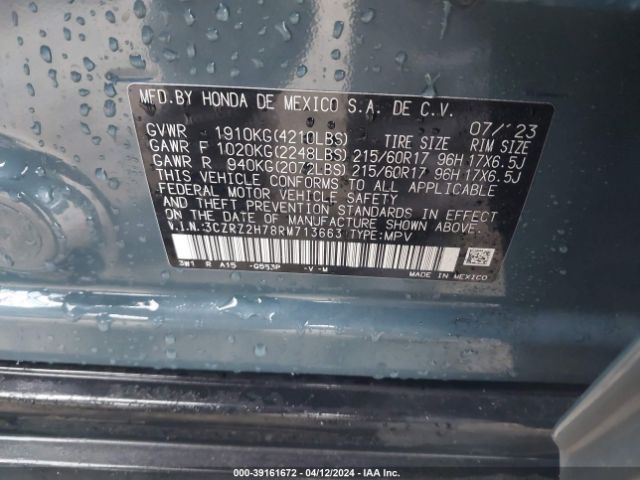 MFD.BY HONDA DE MEXICO S.A. DE C.V.
07/'23
GVWR 1910KG(4210LBS) TIRE SIZE RIM SIZE
GAWR F 1020KG(2248LBS) 215/60R17 96H 17X6.5J
GAWR R 940KG(2072LBS) 215/60R17 96H 17X6.5J
THIS VEHICLE CONFORMS TO ALL APPLICABLE
FEDERAL MOTOR VEHICLE SAFETY
AND THEFT PREVENTION STANDARDS IN EFFECT
ON THE DATE OF MANUFACTURE SHOWN ABOVE.
V.I.N:3CZRZ2H78RM713663 TYPE:MPV
3W1 R A15 -G553P -V -M
MADE IN MEXICO
000-39161672 - 04/12/2024 - IAA Inc.